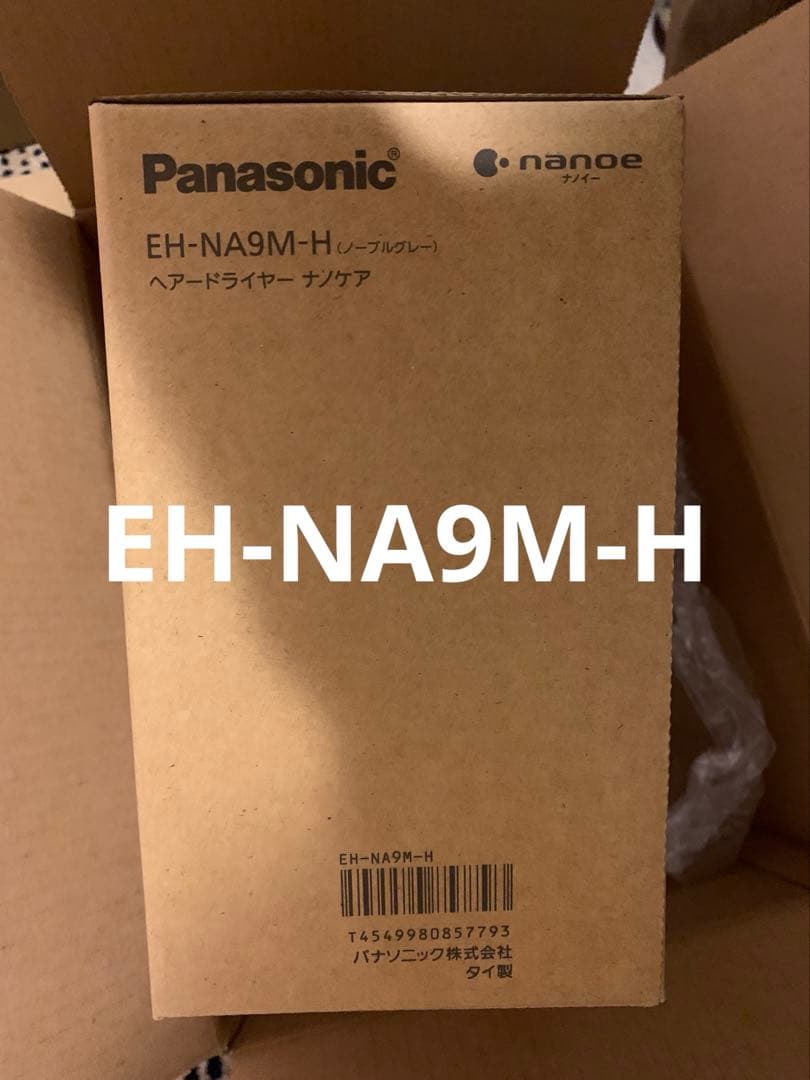 Panasonic®
nanoe
ナノイー
EH-NA9M-H(ノーブルグレー)
ヘアードライヤー ナノケア
EH-NA9M-H
EH-NA9M-H
T4549980857793
パナソニック株式会社
タイ製